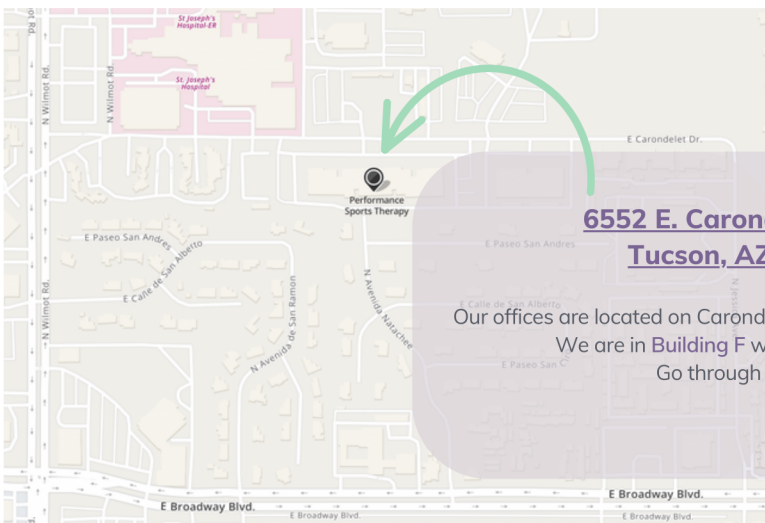 ot Rd.
St Joseph's
Hospital-ER
St. Joseph's
Hospital
N Wilmot Rd.
N Wilmot Rd.
E Carondelet Dr.
Performance
Sports Therapy
6552 E. Caron
Tucson, AZ
E Paseo San Andres
E Calle de San Alberto
E Paseo San Andres
E Calle de San Alberto
N Avenida de San Ramon
N Avenida Natachee
N Wilmot Rd.
Our offices are located on Carond
We are in Building F w
Go through
E Paseo San C
E Broadway Blvd.
E Broadway Blvd.
E Broadway Blvd.
E Broadway Blvd.